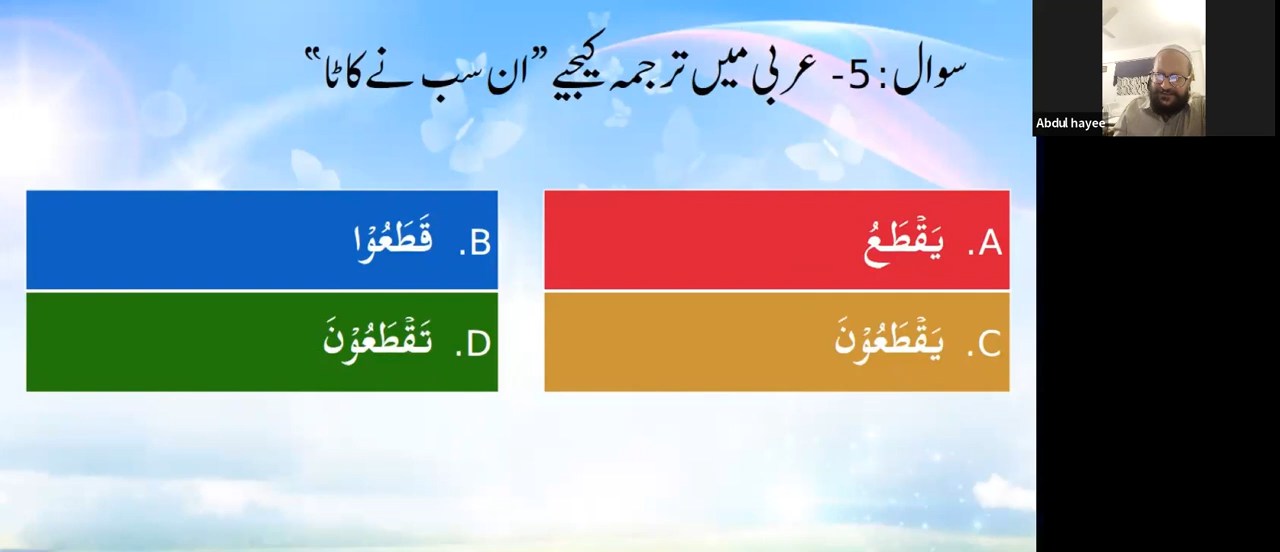 سوال:5- عربی میں ترجمہ کیجیے ”ان سب نے کاٹا“
A. يَقْطَعُ
B. قَطَعُوْا
C. يَقْطَعُوْنَ
D. تَقْطَعُوْنَ
Abdul hayee